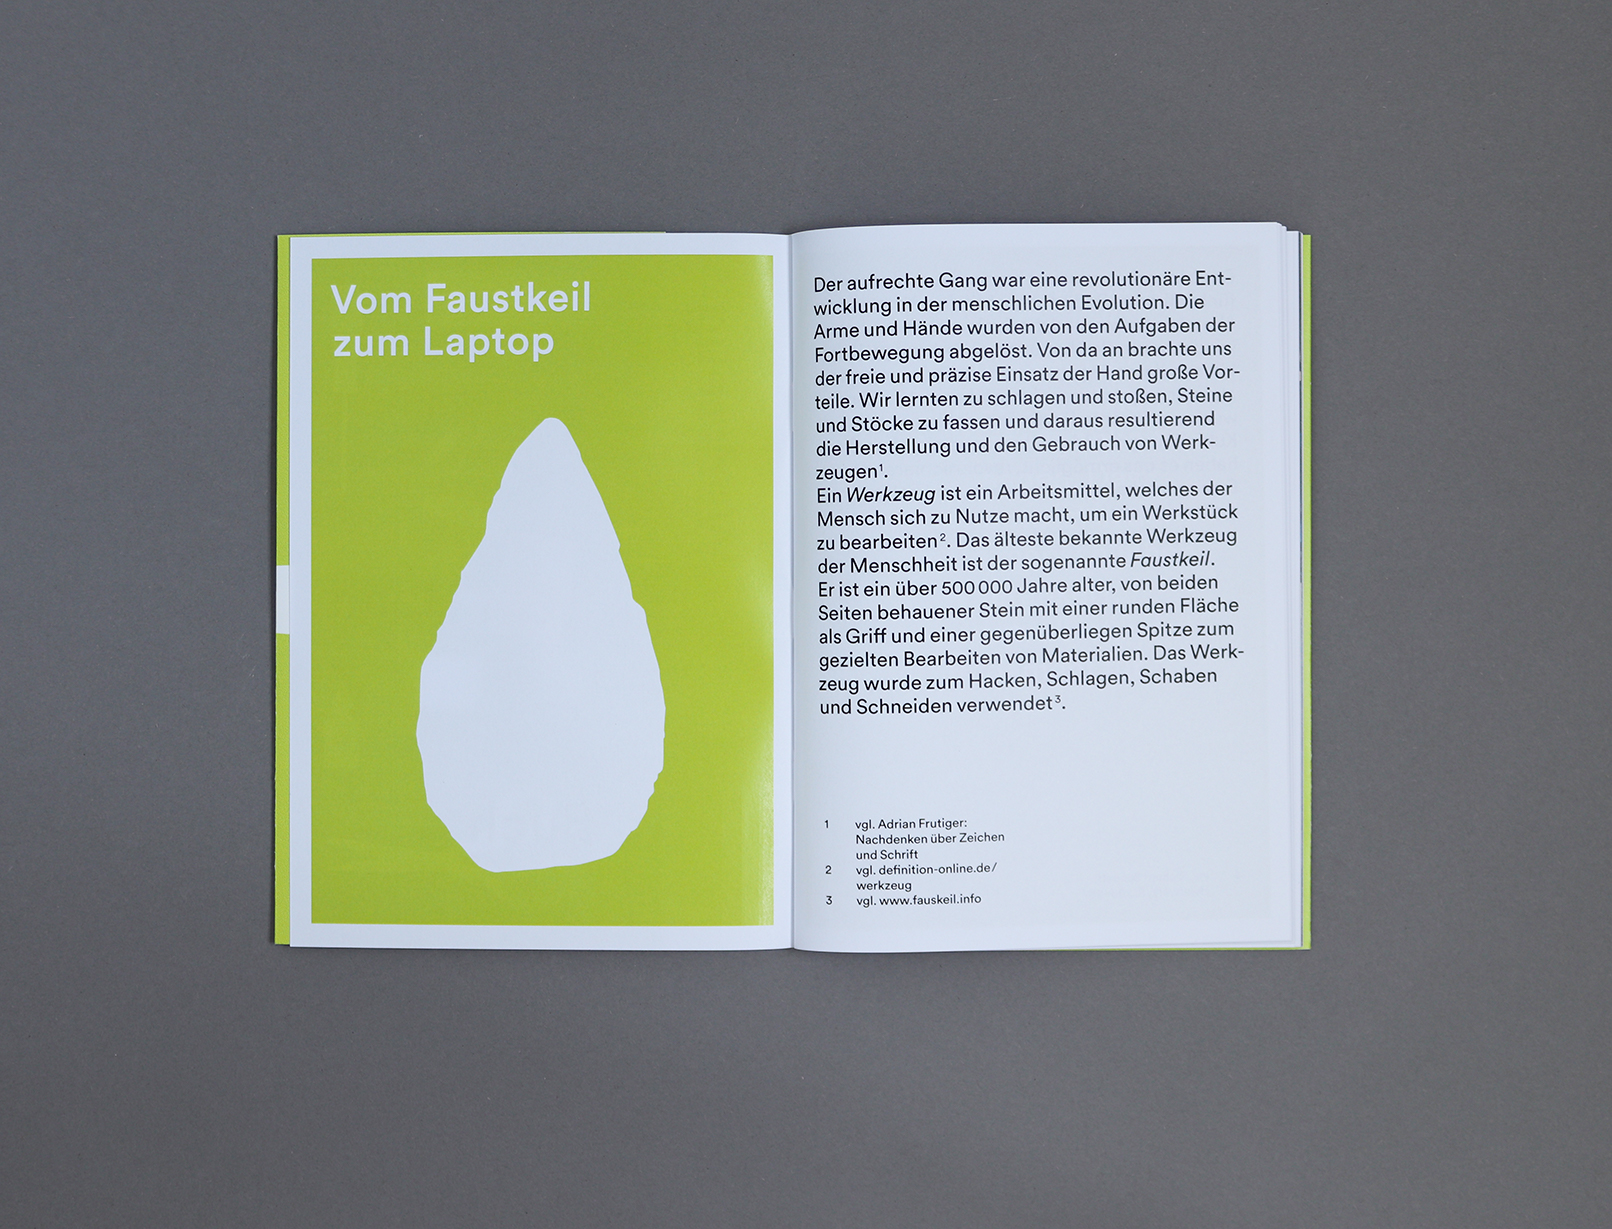 Vom Faustkeil
zum Laptop
Der aufrechte Gang war eine revolutionäre Ent-
wicklung in der menschlichen Evolution. Die
Arme und Hände wurden von den Aufgaben der
Fortbewegung abgelöst. Von da an brachte uns
der freie und präzise Einsatz der Hand große Vor-
teile. Wir lernten zu schlagen und stoßen, Steine
und Stöcke zu fassen und daraus resultierend
die Herstellung und den Gebrauch von Werk-
zeugen¹.
Ein Werkzeug ist ein Arbeitsmittel, welches der
Mensch sich zu Nutze macht, um ein Werkstück
zu bearbeiten². Das älteste bekannte Werkzeug
der Menschheit ist der sogenannte Faustkeil.
Er ist ein über 500 000 Jahre alter, von beiden
Seiten behauener Stein mit einer runden Fläche
als Griff und einer gegenüberliegen Spitze zum
gezielten Bearbeiten von Materialien. Das Werk-
zeug wurde zum Hacken, Schlagen, Schaben
und Schneiden verwendet³.
1 vgl. Adrian Frutiger:
Nachdenken über Zeichen
und Schrift
2 vgl. definition-online.de/
werkzeug
3 vgl. www.fauskeil.info